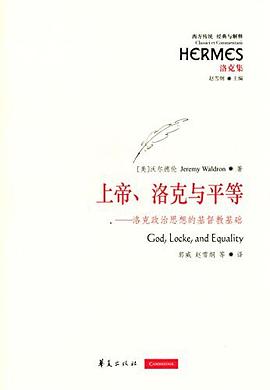 西方传统 经典与解释
Classici et Commentarii
HERMES
洛克集
赵雪纲●主编
[美]沃尔德伦 Jeremy Waldron ●著
上帝、洛克与平等
——洛克政治思想的基督教基础
God, Locke, and Equality
郭威 赵雪纲 等●译
华夏出版社
CAMBRIDGE